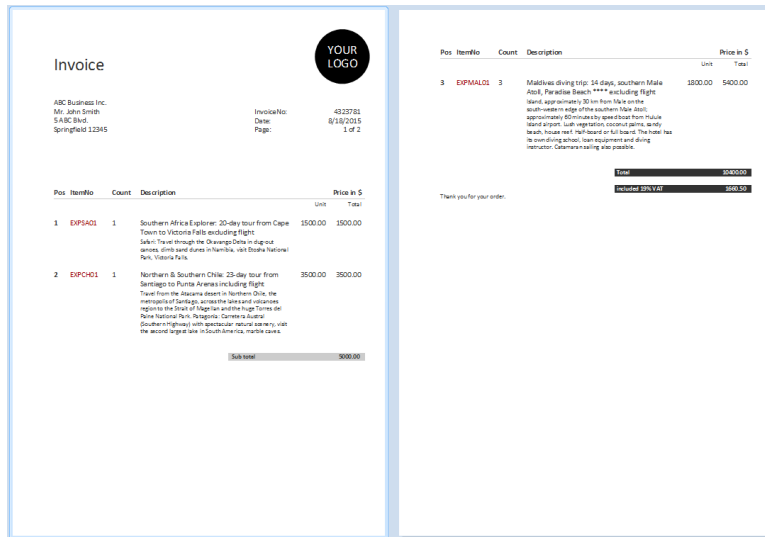 YOUR
LOGO
Invoice
ABC Business Inc.
Mr. John Smith InvoiceNo: 4323781
5 ABC Blvd. Date: 8/18/2015
Springfield 12345 Page: 1 of 2
Pos ItemNo Count Description Price in $
Unit Total
1 EXPSA01 1 Southern Africa Explorer: 20-day tour from Cape 1500.00 1500.00
Town to Victoria Falls excluding flight
Safari: Travel through the Okavango Delta in dug-out
canoes, climb sand dunes in Namibia, visit Etosha National
Park, Victoria Falls.
2 EXPCH01 1 Northern & Southern Chile: 23-day tour from 3500.00 3500.00
Santiago to Punta Arenas including flight
Travel from the Atacama desert in Northern Chile, the
metropolis of Santiago, across the lakes and volcanoes
region to the Strait of Magellan and the huge Torres del
Paine National Park. Patagonia: Carretera Austral
(Southern Highway) with spectacular natural scenery, visit
the second largest lake in South America, marble caves.
Sub total 5000.00
Pos ItemNo Count Description Price in $
Unit Total
3 EXPMAL01 3 Maldives diving trip: 14 days, southern Male 1800.00 5400.00
Atoll, Paradise Beach **** excluding flight
Island, approximately 30 km from Male on the
south-western edge of the southern Male Atoll;
approximately 60 minutes by speed boat from Hulule
Island airport. Lush vegetation, coconut palms, sandy
beach, house reef. Half-board or full board. The hotel has
its own diving school, loan equipment and diving
instructor. Catamaran sailing also possible.
Total 10400.00
included 19% VAT 1660.50
Thank you for your order.